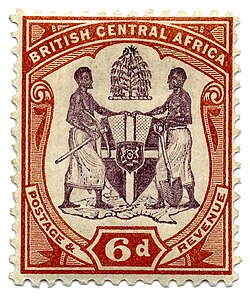 BRITISH CENTRAL AFRICA
POSTAGE & REVENUE
6d